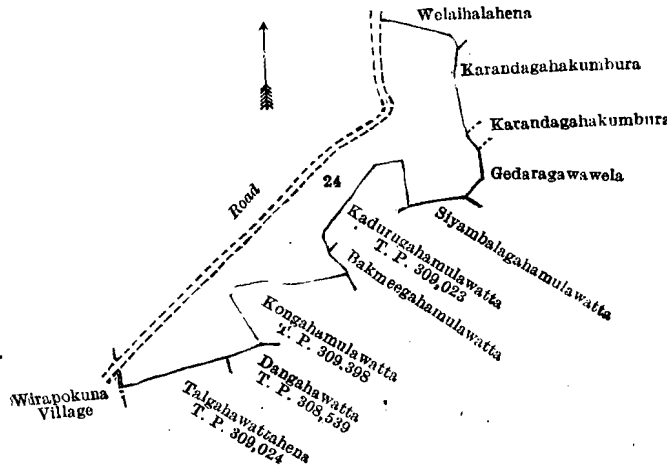 Welaihalahena
Karandagahakumbura
Karandagahakumbura
Gedaragawawela
24
Road
Siyambalagahamulawatta
Kadurugahamulawatta
T. P. 309,023
Bakmeegahamulawatta
Kongahamulawatta
T. P. 309.398
Dangahawatta
T. P. 308,539
Talgahawattahena
T. P. 309,024
Wirapokuna
Village